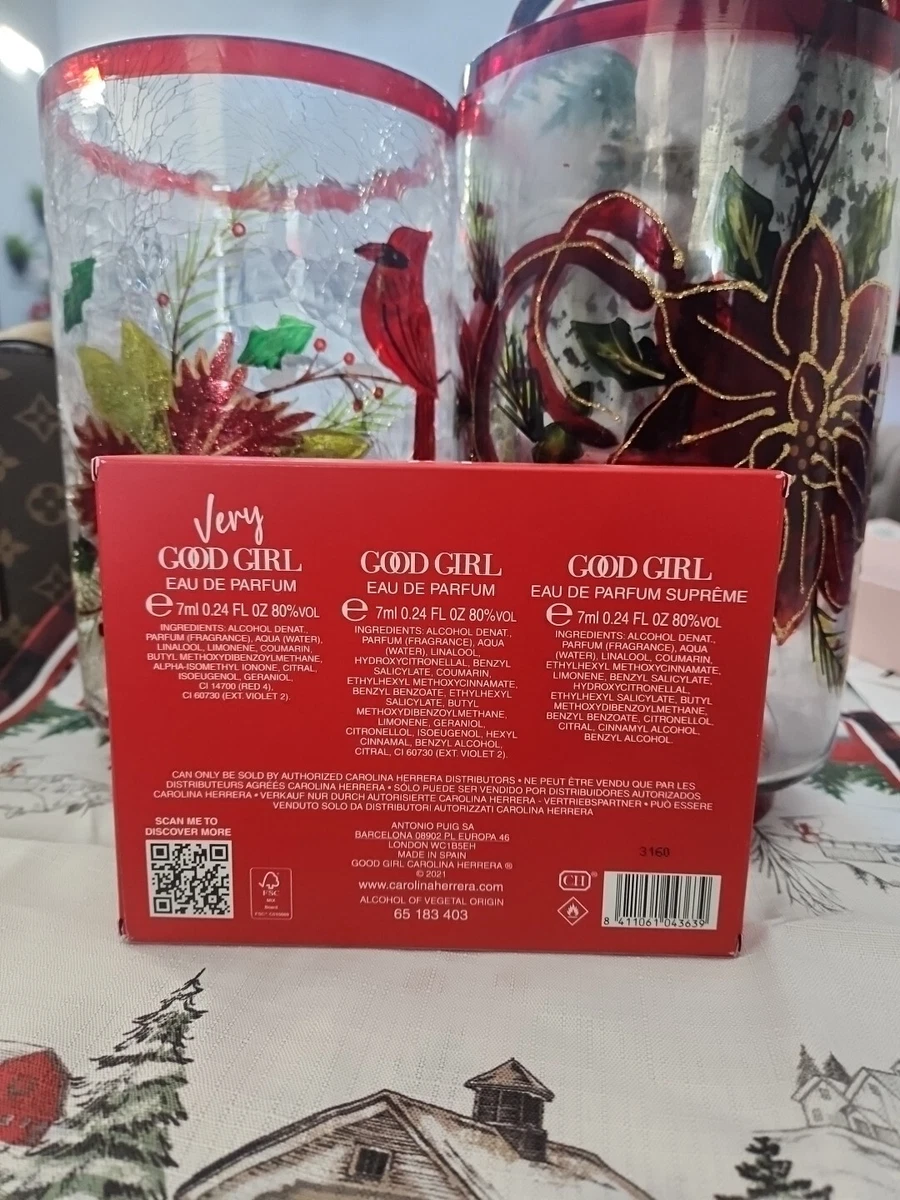 Very
GOOD GIRL
EAU DE PARFUM
e 7ml 0.24 FL OZ 80%VOL
INGREDIENTS: ALCOHOL DENAT.,
PARFUM (FRAGRANCE), AQUA (WATER),
LINALOOL, LIMONENE, COUMARIN,
BUTYL METHOXYDIBENZOYLMETHANE,
ALPHA-ISOMETHYL IONONE, CITRAL,
ISOEUGENOL, GERANIOL.
CI 14700 (RED 4),
CI 60730 (EXT. VIOLET 2).
GOOD GIRL
EAU DE PARFUM
e 7ml 0.24 FL OZ 80%VOL
INGREDIENTS: ALCOHOL DENAT.,
PARFUM (FRAGRANCE), AQUA
(WATER), LINALOOL,
HYDROXYCITRONELLAL, BENZYL
SALICYLATE, COUMARIN,
ETHYLHEXYL METHOXYCINNAMATE,
BENZYL BENZOATE, ETHYLHEXYL
SALICYLATE, BUTYL
METHOXYDIBENZOYLMETHANE,
LIMONENE, GERANIOL,
CITRONELLOL, ISOEUGENOL, HEXYL
CINNAMAL, BENZYL ALCOHOL,
CITRAL, CI 60730 (EXT. VIOLET 2).
GOOD GIRL
EAU DE PARFUM SUPRÊME
e 7ml 0.24 FL OZ 80%VOL
INGREDIENTS: ALCOHOL DENAT.,
PARFUM (FRAGRANCE), AQUA
(WATER), LINALOOL, COUMARIN,
ETHYLHEXYL METHOXYCINNAMATE,
LIMONENE, BENZYL SALICYLATE,
HYDROXYCITRONELLAL,
ETHYLHEXYL SALICYLATE, BUTYL
METHOXYDIBENZOYLMETHANE,
BENZYL BENZOATE, CITRONELLOL,
CITRAL, CINNAMYL ALCOHOL,
BENZYL ALCOHOL.
CAN ONLY BE SOLD BY AUTHORIZED CAROLINA HERRERA DISTRIBUTORS • NE PEUT ÊTRE VENDU QUE PAR LES
DISTRIBUTEURS AGRÉÉS CAROLINA HERRERA • SÓLO PUEDE SER VENDIDO POR DISTRIBUIDORES AUTORIZADOS
CAROLINA HERRERA • VERKAUF NUR DURCH AUTORISIERTE CAROLINA HERRERA - VERTRIEBSPARTNER • PUÒ ESSERE
VENDUTO SOLO DA DISTRIBUTORI AUTORIZZATI CAROLINA HERRERA
SCAN ME TO
DISCOVER MORE
FSC
MIX
Board
ANTONIO PUIG SA
BARCELONA 08902 PL EUROPA 46
LONDON WC1B5EH
MADE IN SPAIN
GOOD GIRL CAROLINA HERRERA ®
© 2021
www.carolinaherrera.com
ALCOHOL OF VEGETAL ORIGIN
65 183 403
3160
CH®
8 411061 043639